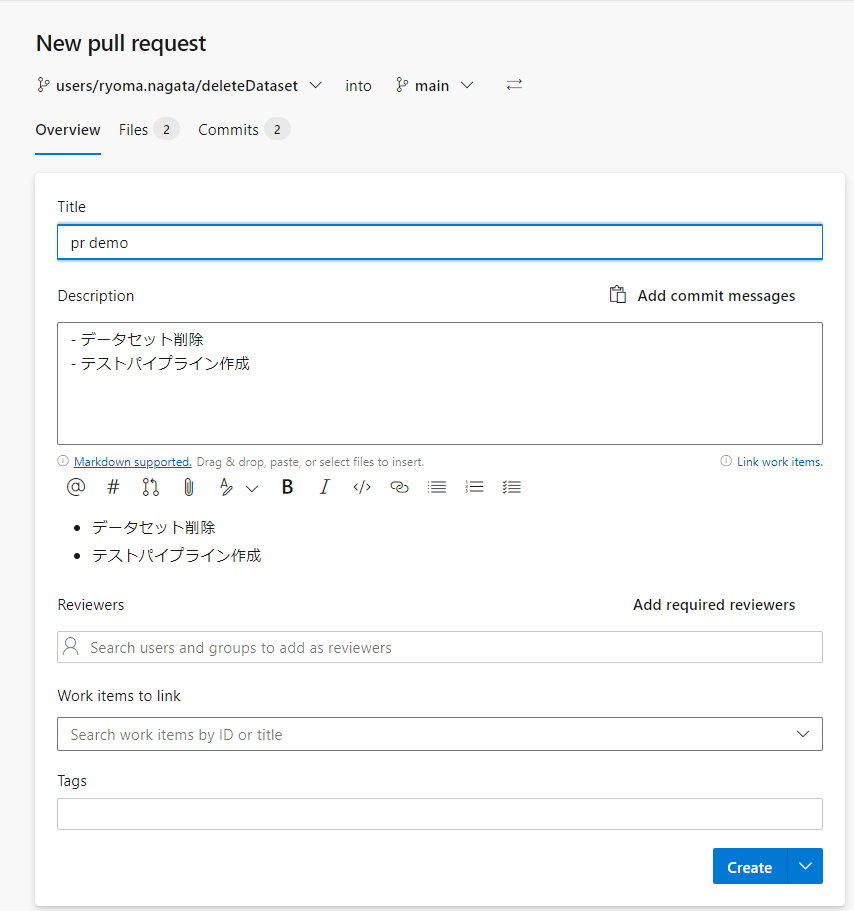 New pull request
users/ryoma.nagata/deleteDataset into main
Overview Files 2 Commits 2
Title
pr demo
Description Add commit messages
- データセット削除
- テストパイプライン作成
Markdown supported. Drag & drop, paste, or select files to insert. Link work items.
@ # B I </>
データセット削除
テストパイプライン作成
Reviewers Add required reviewers
Search users and groups to add as reviewers
Work items to link
Search work items by ID or title
Tags
Create